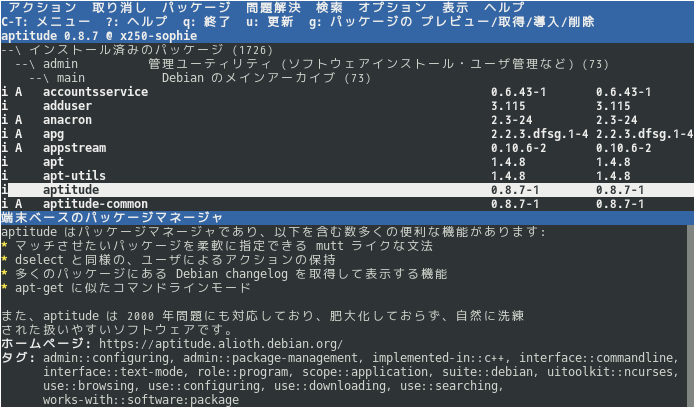 アクション 取り消し パッケージ 問題解決 検索 オプション 表示 ヘルプ
C-T: メニュー ?: ヘルプ q: 終了 u: 更新 g: パッケージの プレビュー/取得/導入/削除
aptitude 0.8.7 @ x250-sophie
--\ インストール済みのパッケージ (1726)
--\ admin 管理ユーティリティ (ソフトウェアインストール・ユーザ管理など) (73)
--\ main Debian のメインアーカイブ (73)
i A accountsservice 0.6.43-1 0.6.43-1
i adduser 3.115 3.115
i A anacron 2.3-24 2.3-24
i A apg 2.2.3.dfsg.1-4 2.2.3.dfsg.1-4
i A appstream 0.10.6-2 0.10.6-2
i apt 1.4.8 1.4.8
i apt-utils 1.4.8 1.4.8
i aptitude 0.8.7-1 0.8.7-1
i A aptitude-common 0.8.7-1 0.8.7-1
端末ベースのパッケージマネージャ
aptitude はパッケージマネージャであり、以下を含む数多くの便利な機能があります:
* マッチさせたいパッケージを柔軟に指定できる mutt ライクな文法
* dselect と同様の、ユーザによるアクションの保持
* 多くのパッケージにある Debian changelog を取得して表示する機能
* apt-get に似たコマンドラインモード
また、aptitude は 2000 年問題にも対応しており、肥大化しておらず、自然に洗練
された扱いやすいソフトウェアです。
ホームページ: https://aptitude.alioth.debian.org/
タグ: admin::configuring, admin::package-management, implemented-in::c++, interface::commandline,
interface::text-mode, role::program, scope::application, suite::debian, uitoolkit::ncurses,
use::browsing, use::configuring, use::downloading, use::searching,
works-with::software:package